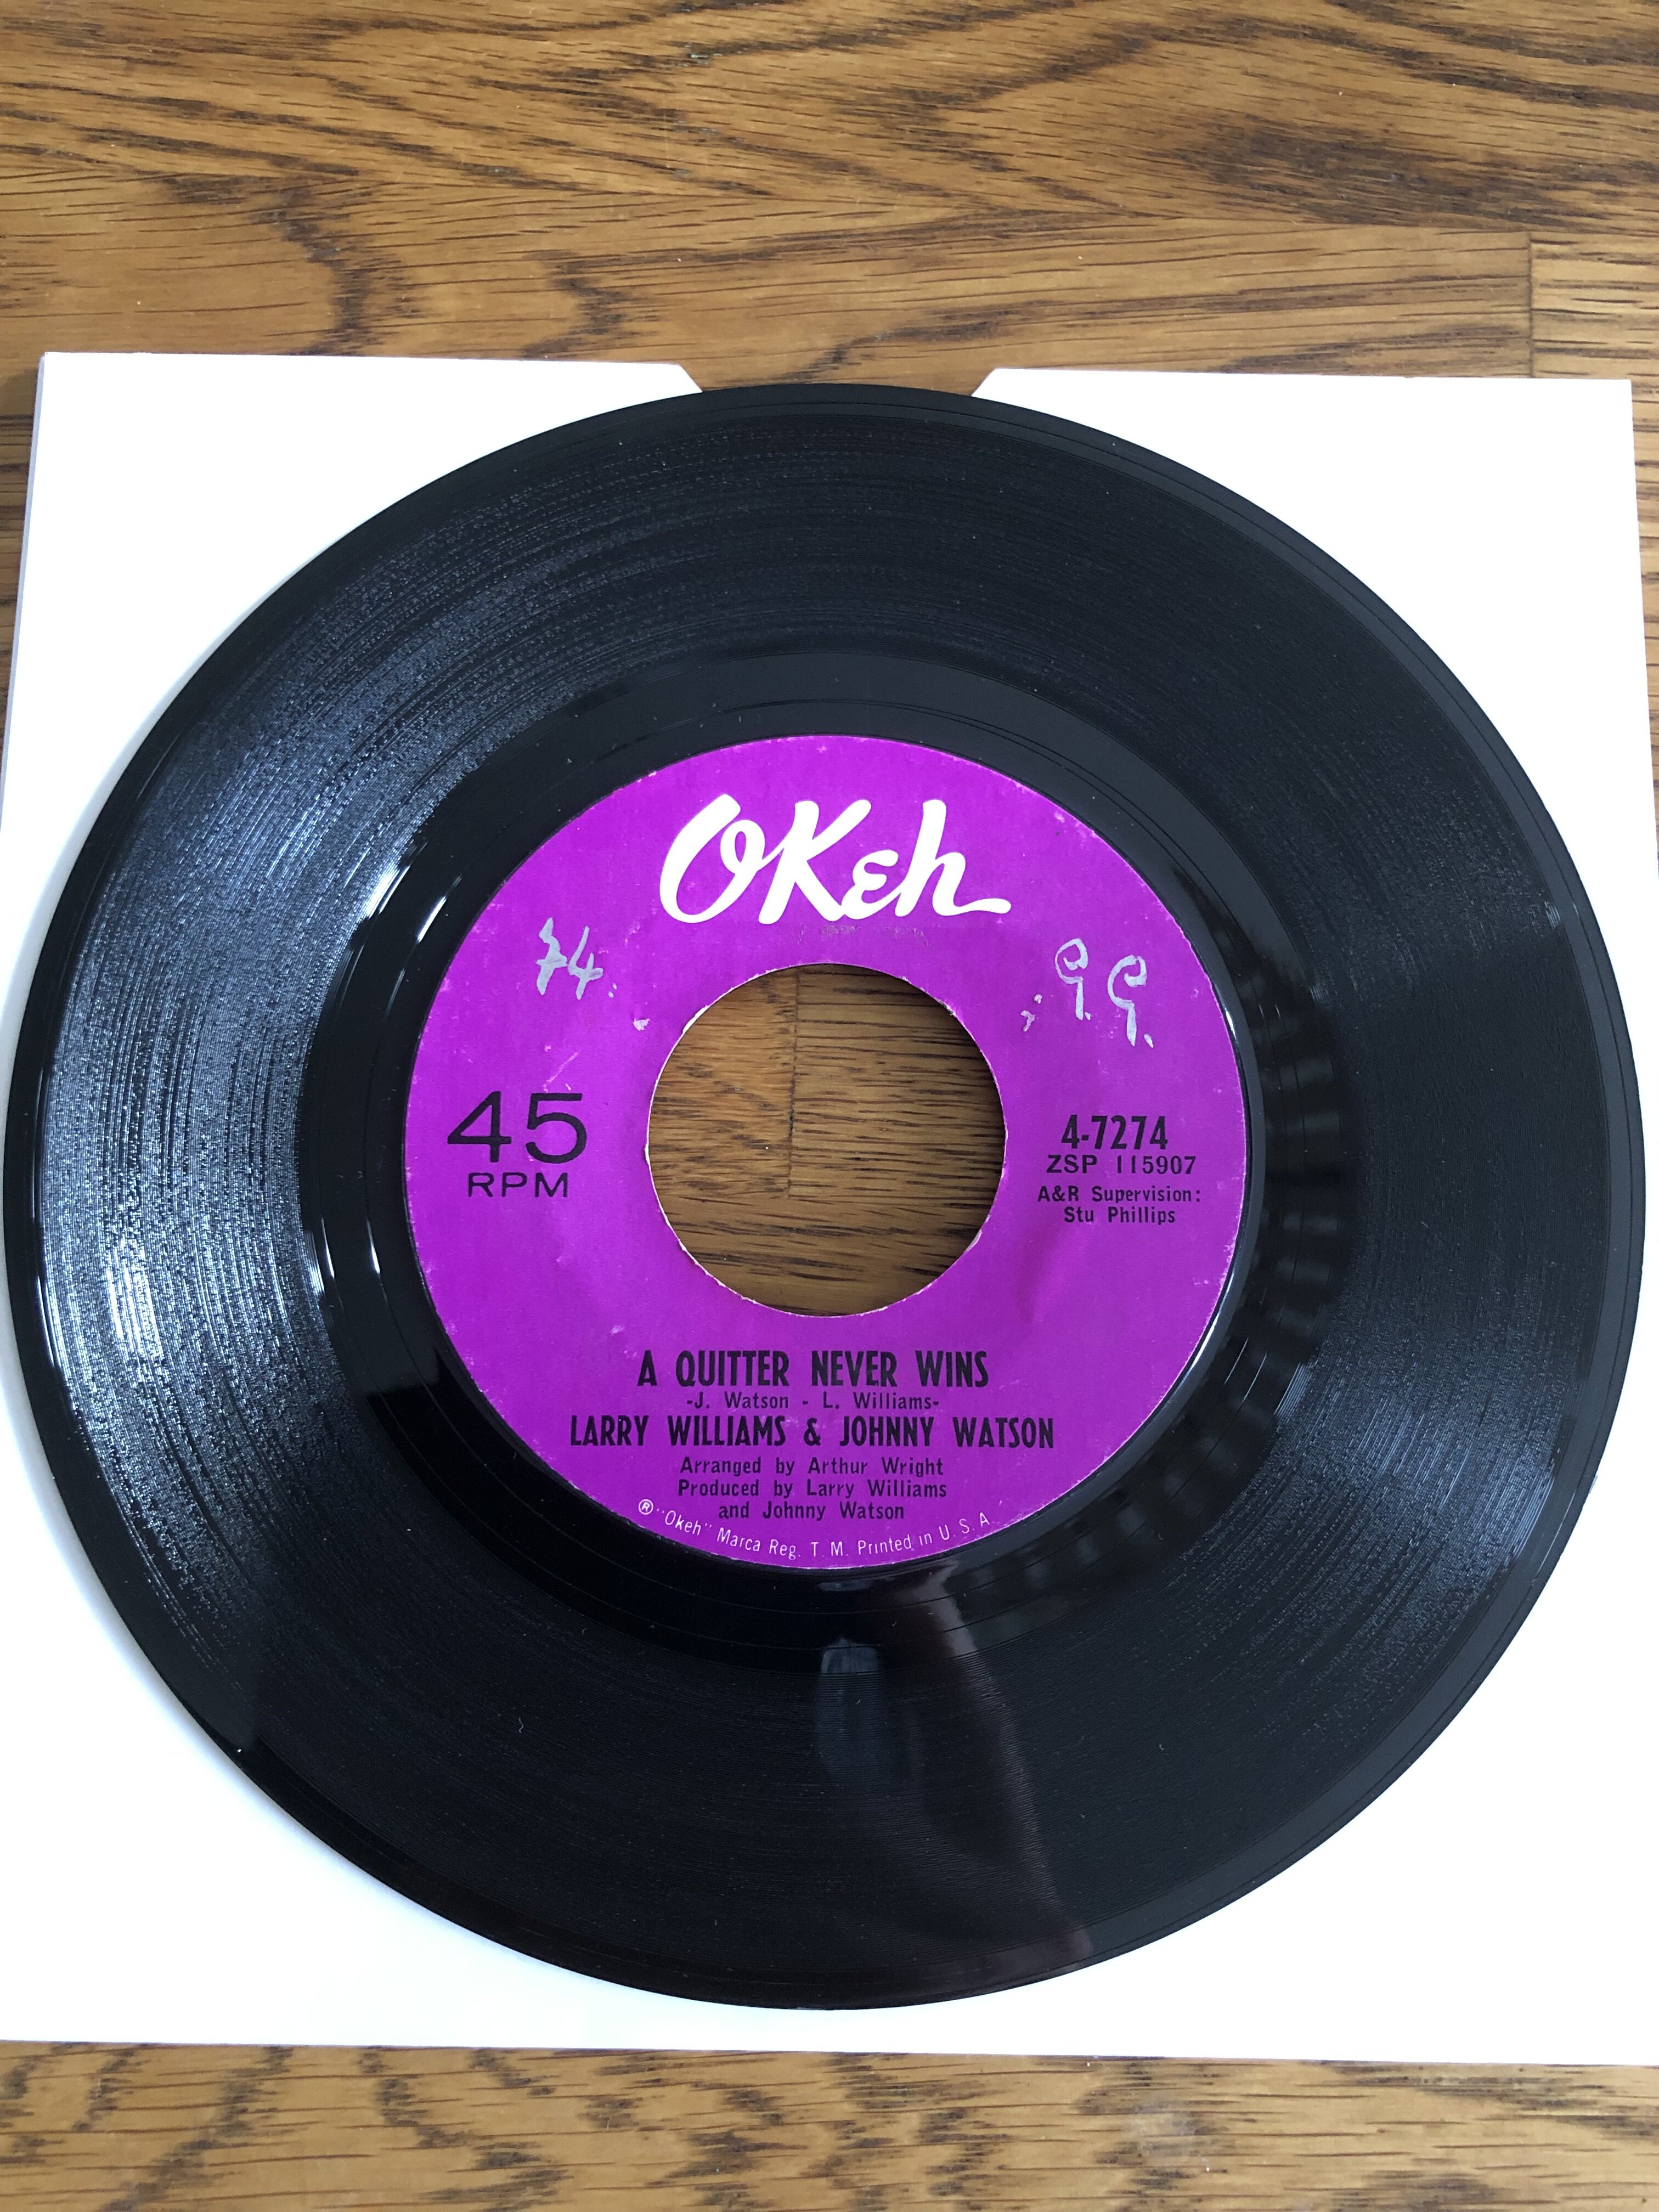 OKeh
74.
G.G.
45
RPM
4-7274
ZSP 115907
A&R Supervision:
Stu Phillips
A QUITTER NEVER WINS
-J. Watson - L. Williams-
LARRY WILLIAMS & JOHNNY WATSON
Arranged by Arthur Wright
Produced by Larry Williams
and Johnny Watson
® "Okeh" Marca Reg. T. M. Printed in U. S. A.